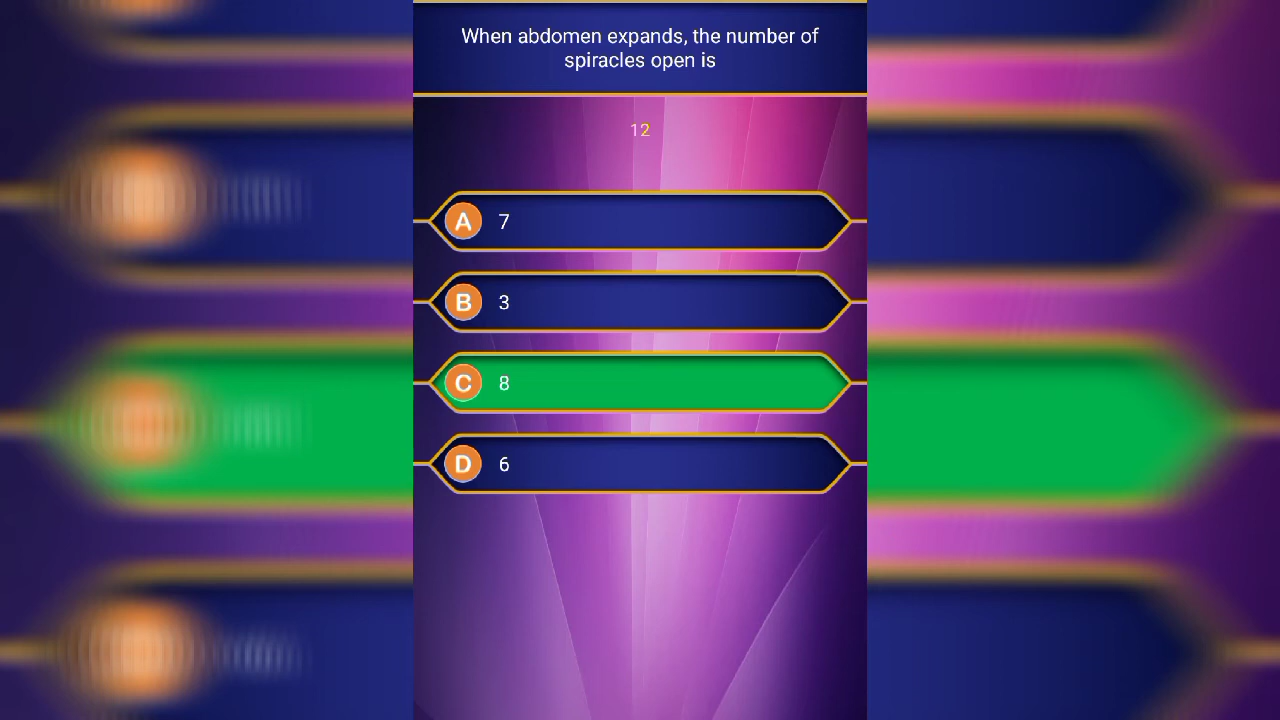 When abdomen expands, the number of
spiracles open is
12
A 7
B 3
C 8
D 6